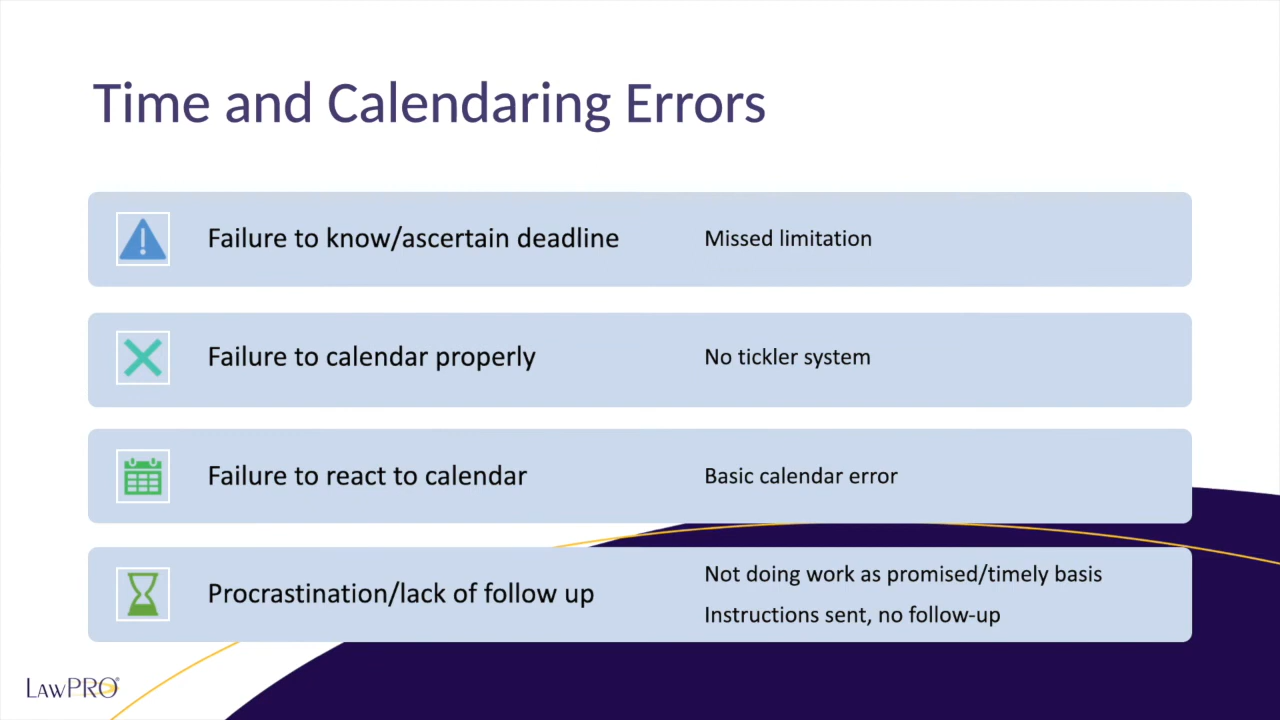 Time and Calendaring Errors
Failure to know/ascertain deadline
Missed limitation
Failure to calendar properly
No tickler system
Failure to react to calendar
Basic calendar error
Procrastination/lack of follow up
Not doing work as promised/timely basis
Instructions sent, no follow-up
LAWPRO®